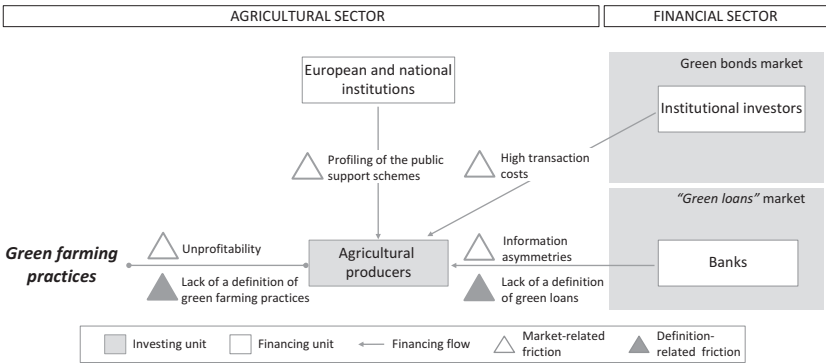 AGRICULTURAL SECTOR
FINANCIAL SECTOR
European and national
institutions
Green bonds market
Institutional investors
Profiling of the public
support schemes
High transaction
costs
"Green loans" market
Green farming
practices
Unprofitability
Lack of a definition of
green farming practices
Agricultural
producers
Information
asymmetries
Lack of a definition
of green loans
Banks
Investing unit
Financing unit
Financing flow
Market-related
friction
Definition-
related friction